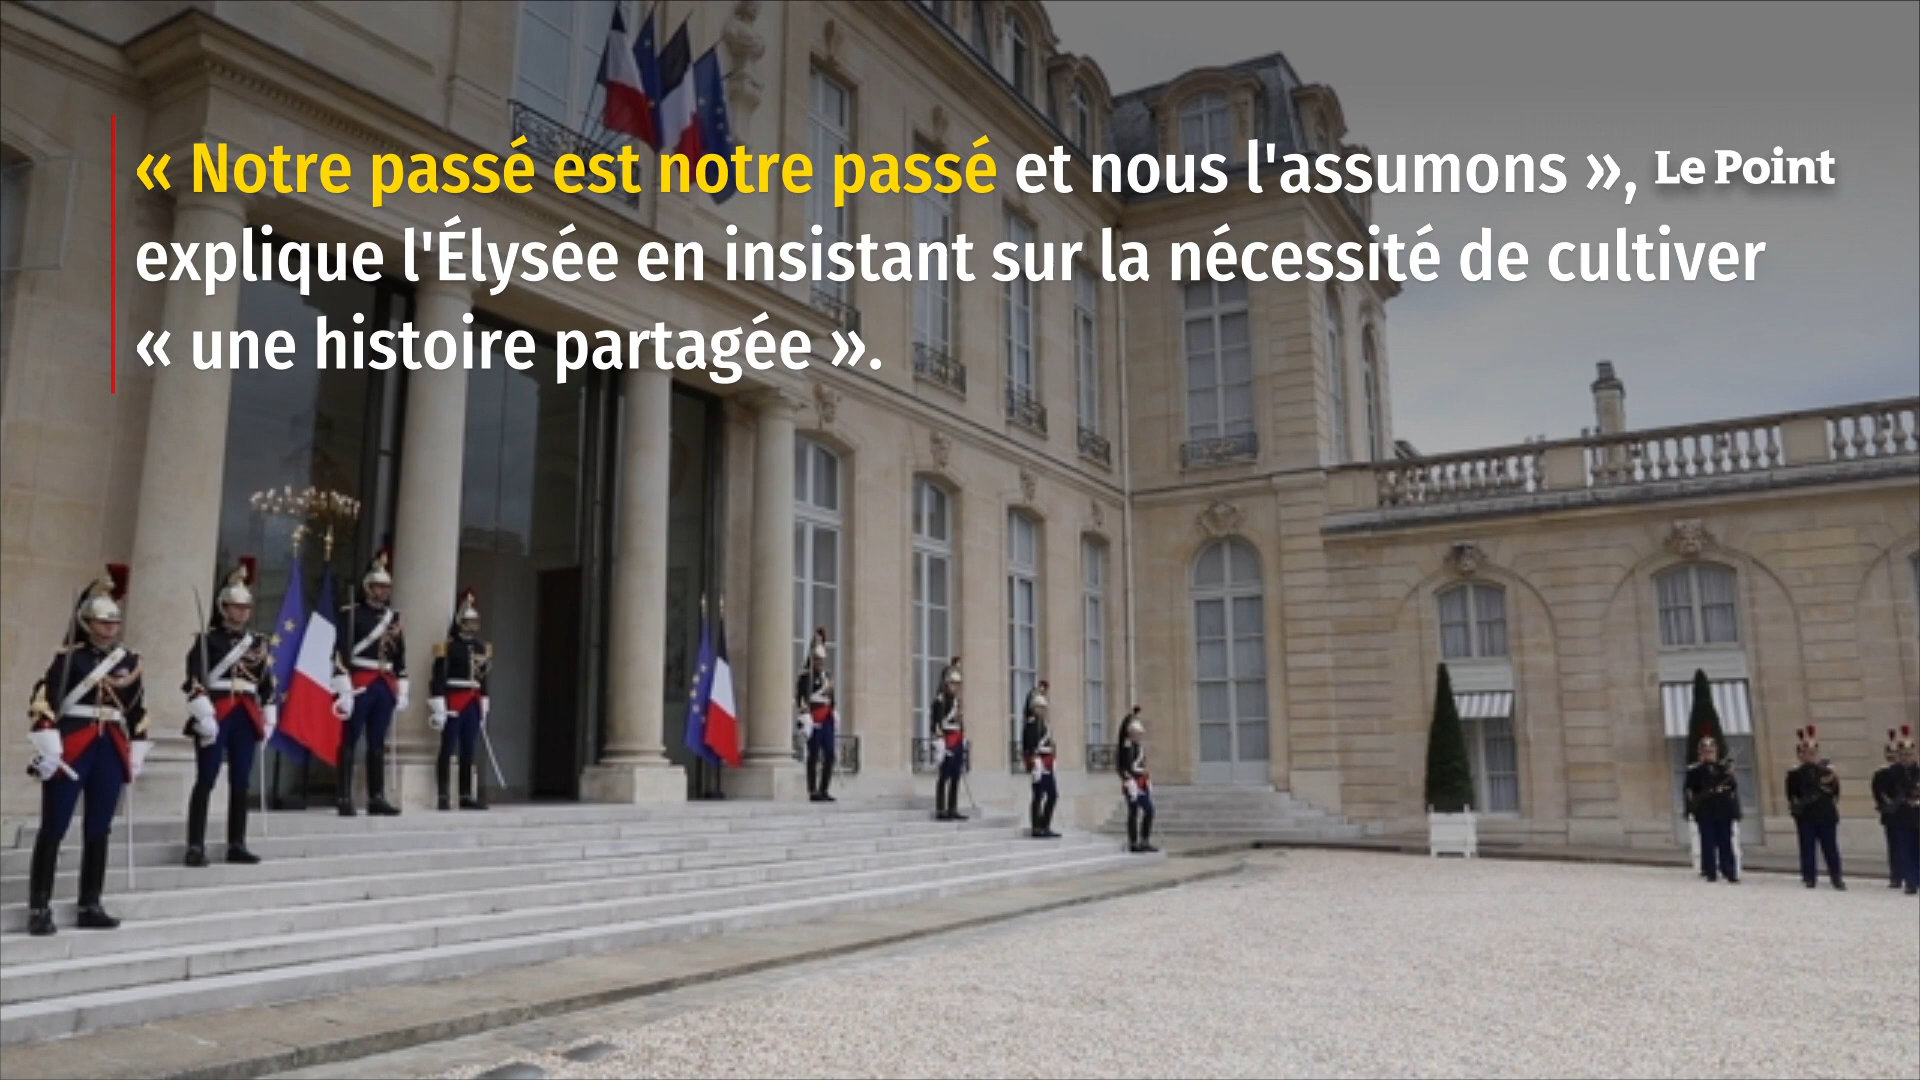 « Notre passé est notre passé et nous l'assumons »,
Le Point
explique l'Élysée en insistant sur la nécessité de cultiver
« une histoire partagée ».